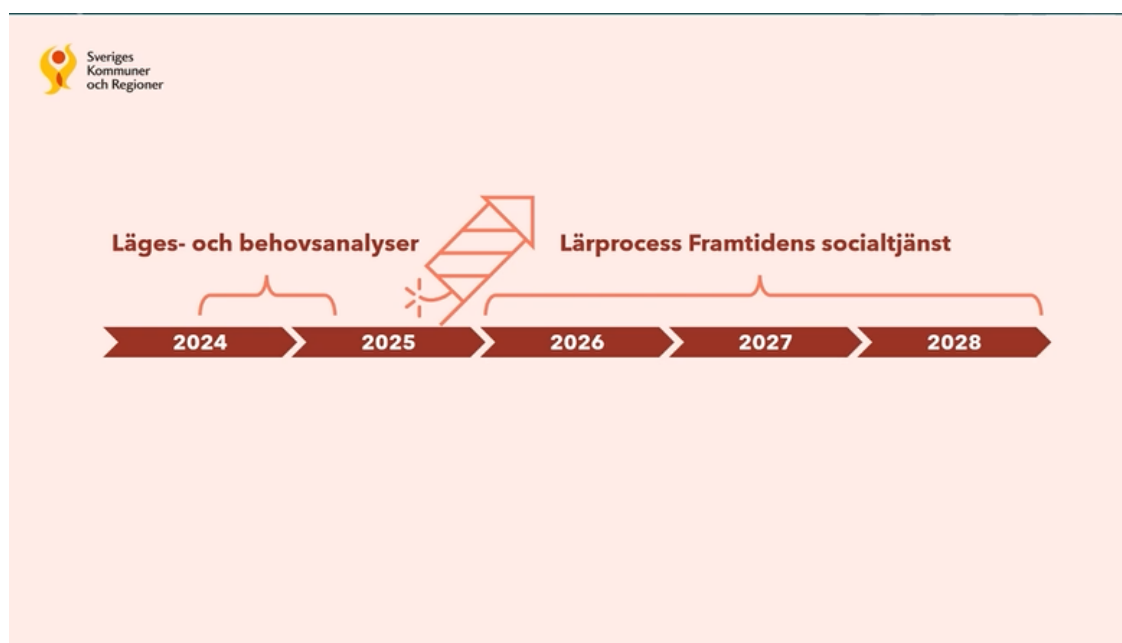 Sveriges
Kommuner
och Regioner
Läges- och behovsanalyser
Lärprocess Framtidens socialtjänst
2024
2025
2026
2027
2028